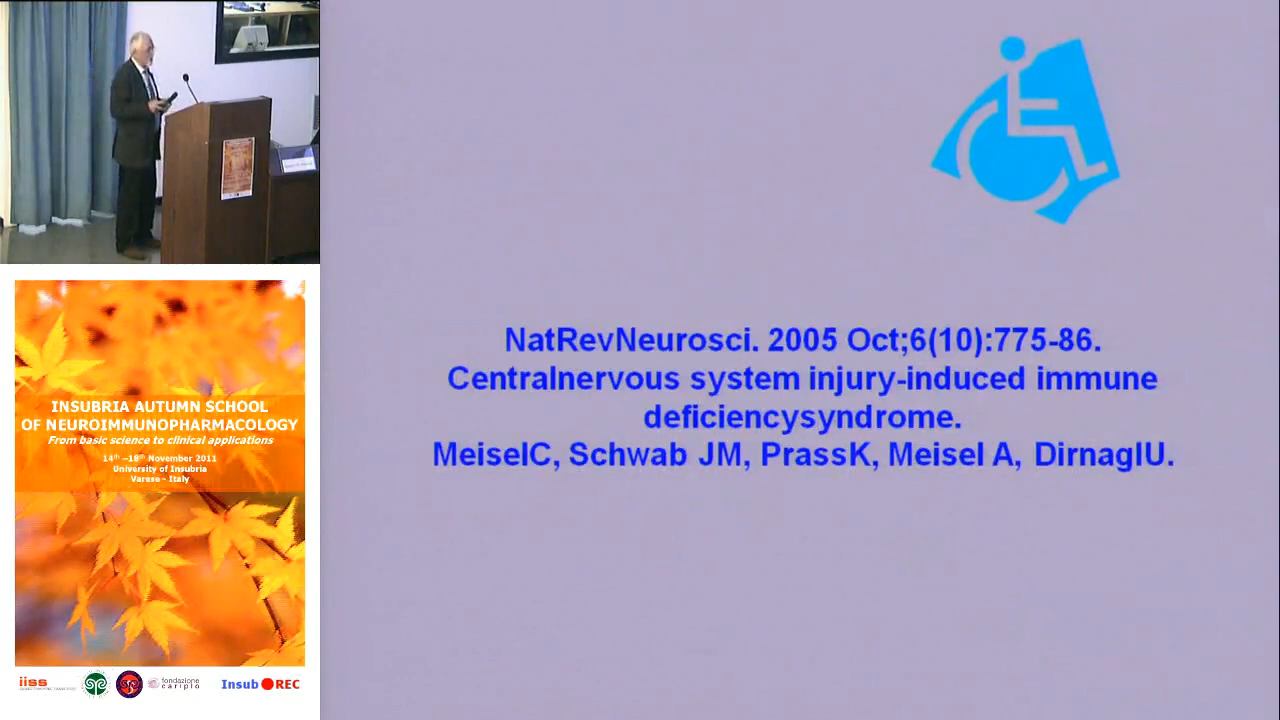 NatRevNeurosci. 2005 Oct;6(10):775-86.
Centralnervous system injury-induced immune
deficiencysyndrome.
MeiselC, Schwab JM, PrassK, Meisel A, DirnaglU.
INSUBRIA AUTUMN SCHOOL
OF NEUROIMMUNOPHARMACOLOGY
From basic science to clinical applications
14th –18th November 2011
University of Insubria
Varese - Italy
iiss
fondazione
cariplo
Insub REC